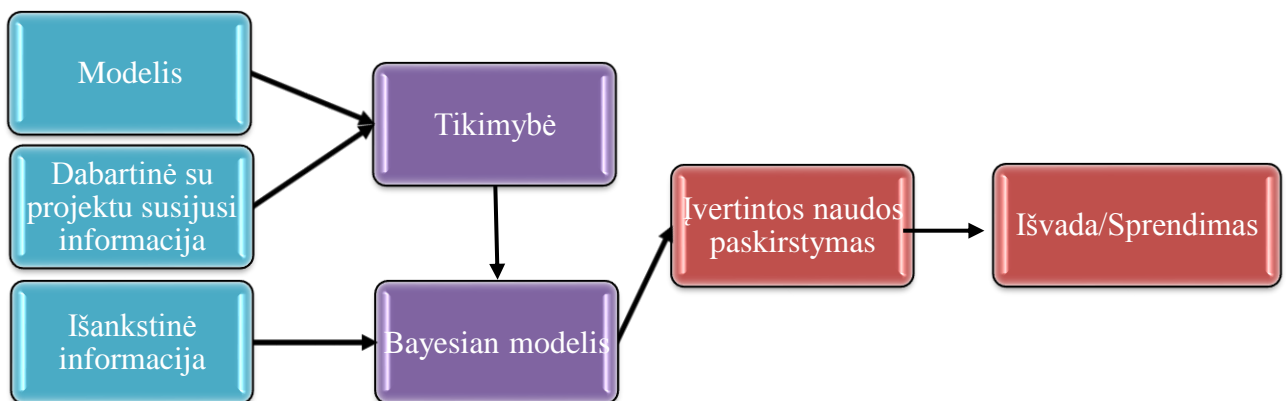 Modelis
Dabartinė su
projektu susijusi
informacija
Išankstinė
informacija
Tikimybė
Bayesian modelis
Įvertintos naudos
paskirstymas
Išvada/Sprendimas